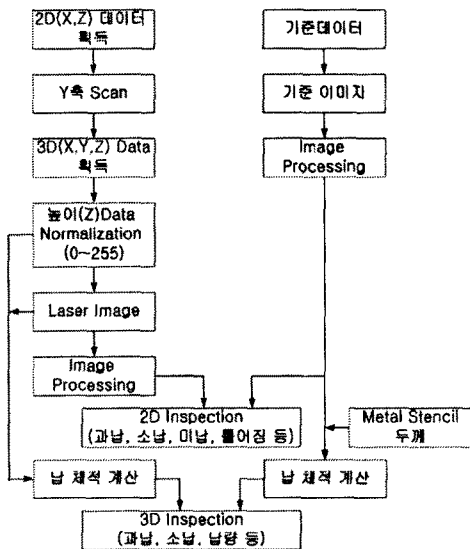 2D(X,Z) 데이터
획득
기준데이터
Y축 Scan
기준 이미지
3D(X,Y,Z) Data
획득
Image
Processing
높이(Z)Data
Normalization
(0~255)
Laser Image
Image
Processing
2D Inspection
(과납, 소납, 미납, 틀어짐 등)
Metal Stencil
두께
납 체적 계산
납 체적 계산
3D Inspection
(과납, 소납, 납량 등)